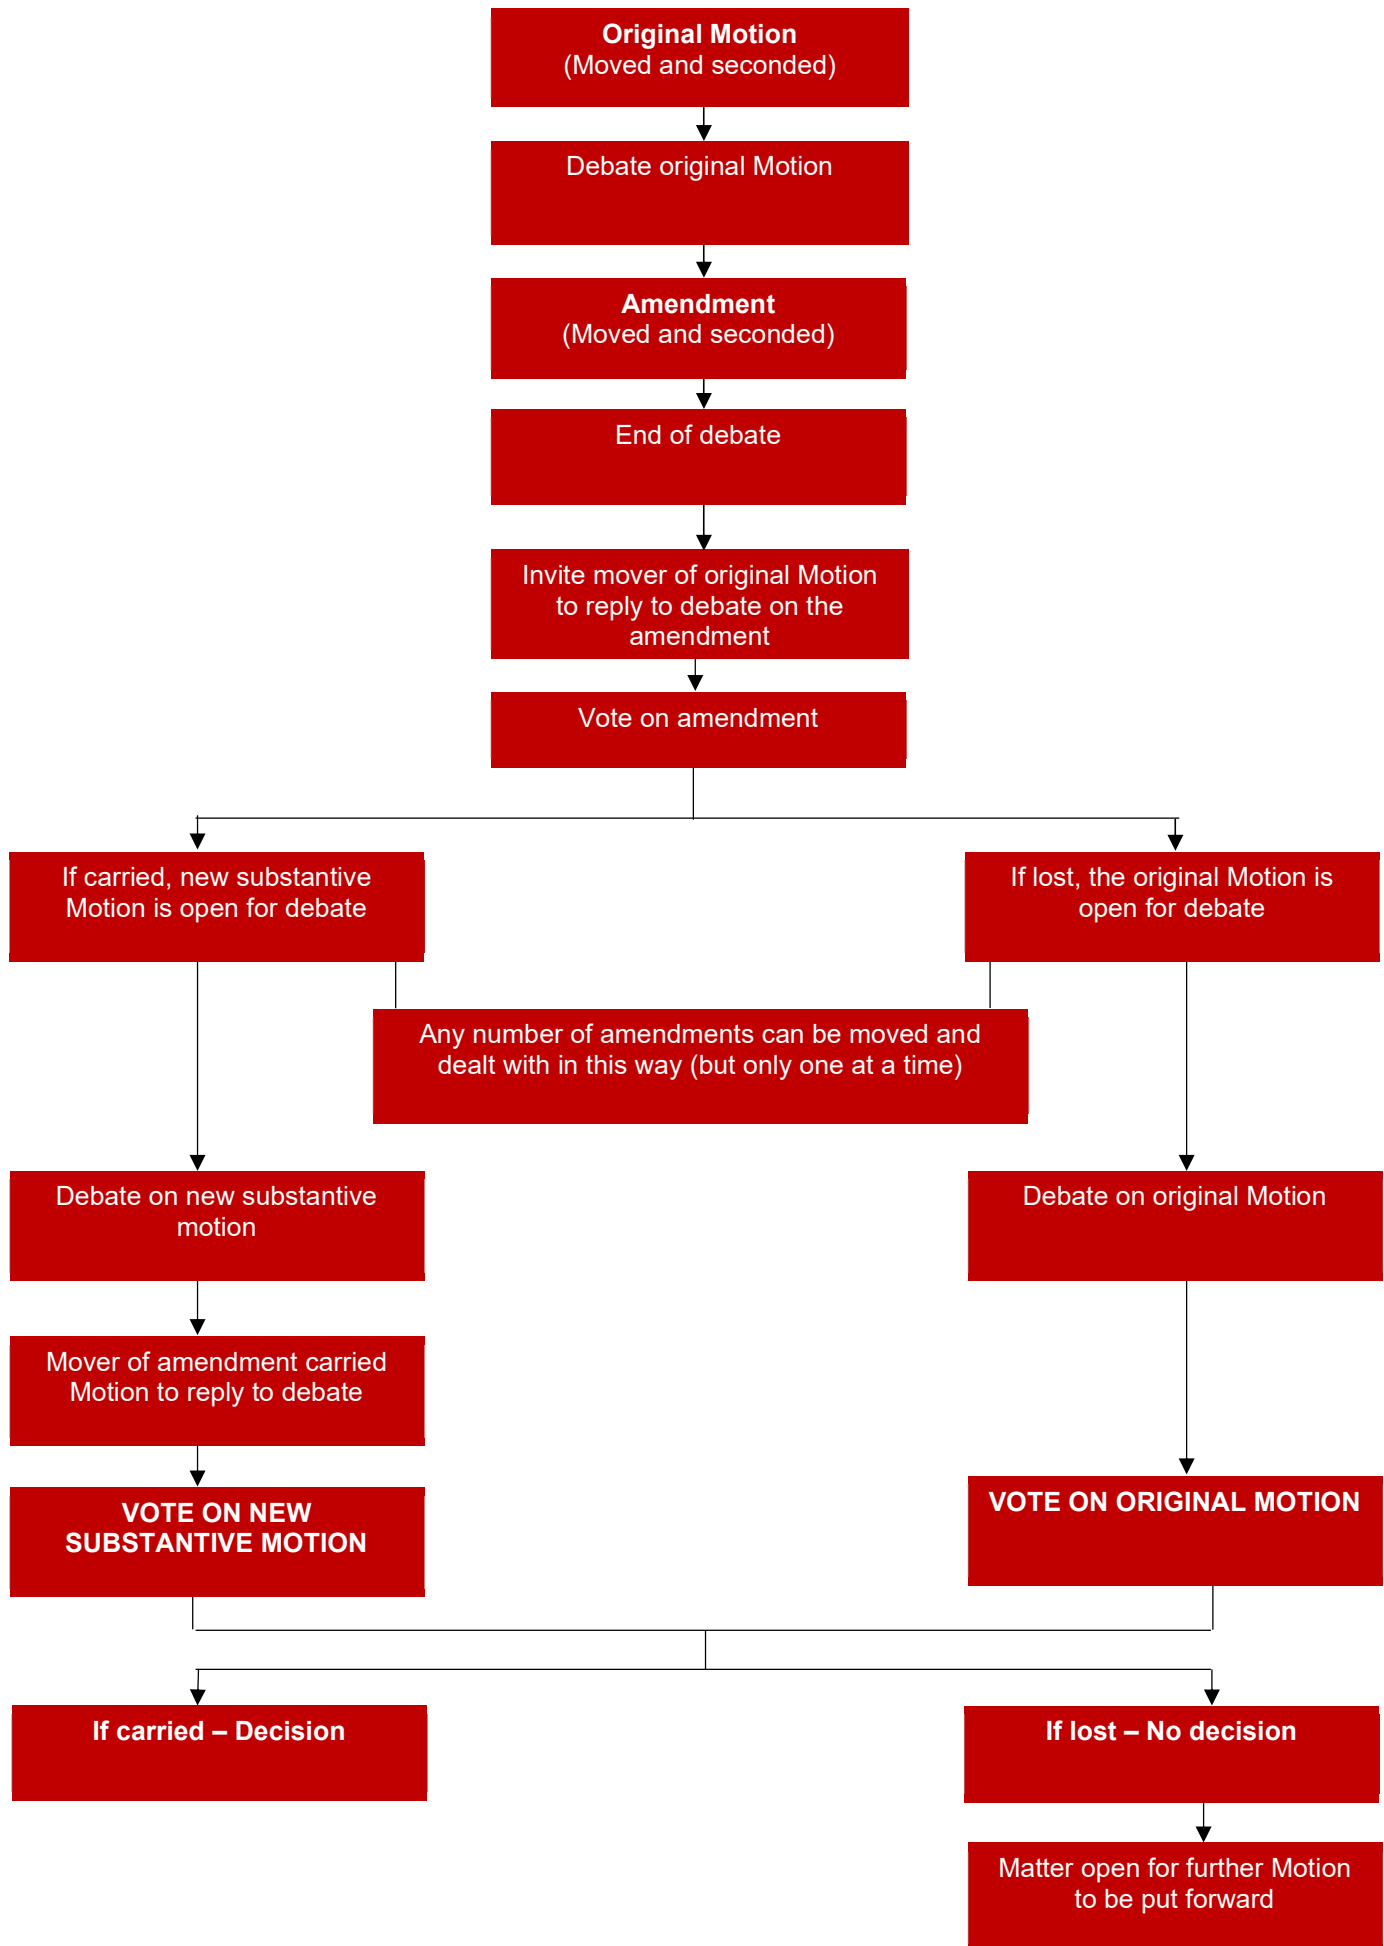 Original Motion
(Moved and seconded)
Debate original Motion
Amendment
(Moved and seconded)
End of debate
Invite mover of original Motion
to reply to debate on the
amendment
Vote on amendment
If carried, new substantive
Motion is open for debate
If lost, the original Motion is
open for debate
Any number of amendments can be moved and
dealt with in this way (but only one at a time)
Debate on new substantive
motion
Debate on original Motion
Mover of amendment carried
Motion to reply to debate
VOTE ON NEW
SUBSTANTIVE MOTION
VOTE ON ORIGINAL MOTION
If carried – Decision
If lost – No decision
Matter open for further Motion
to be put forward